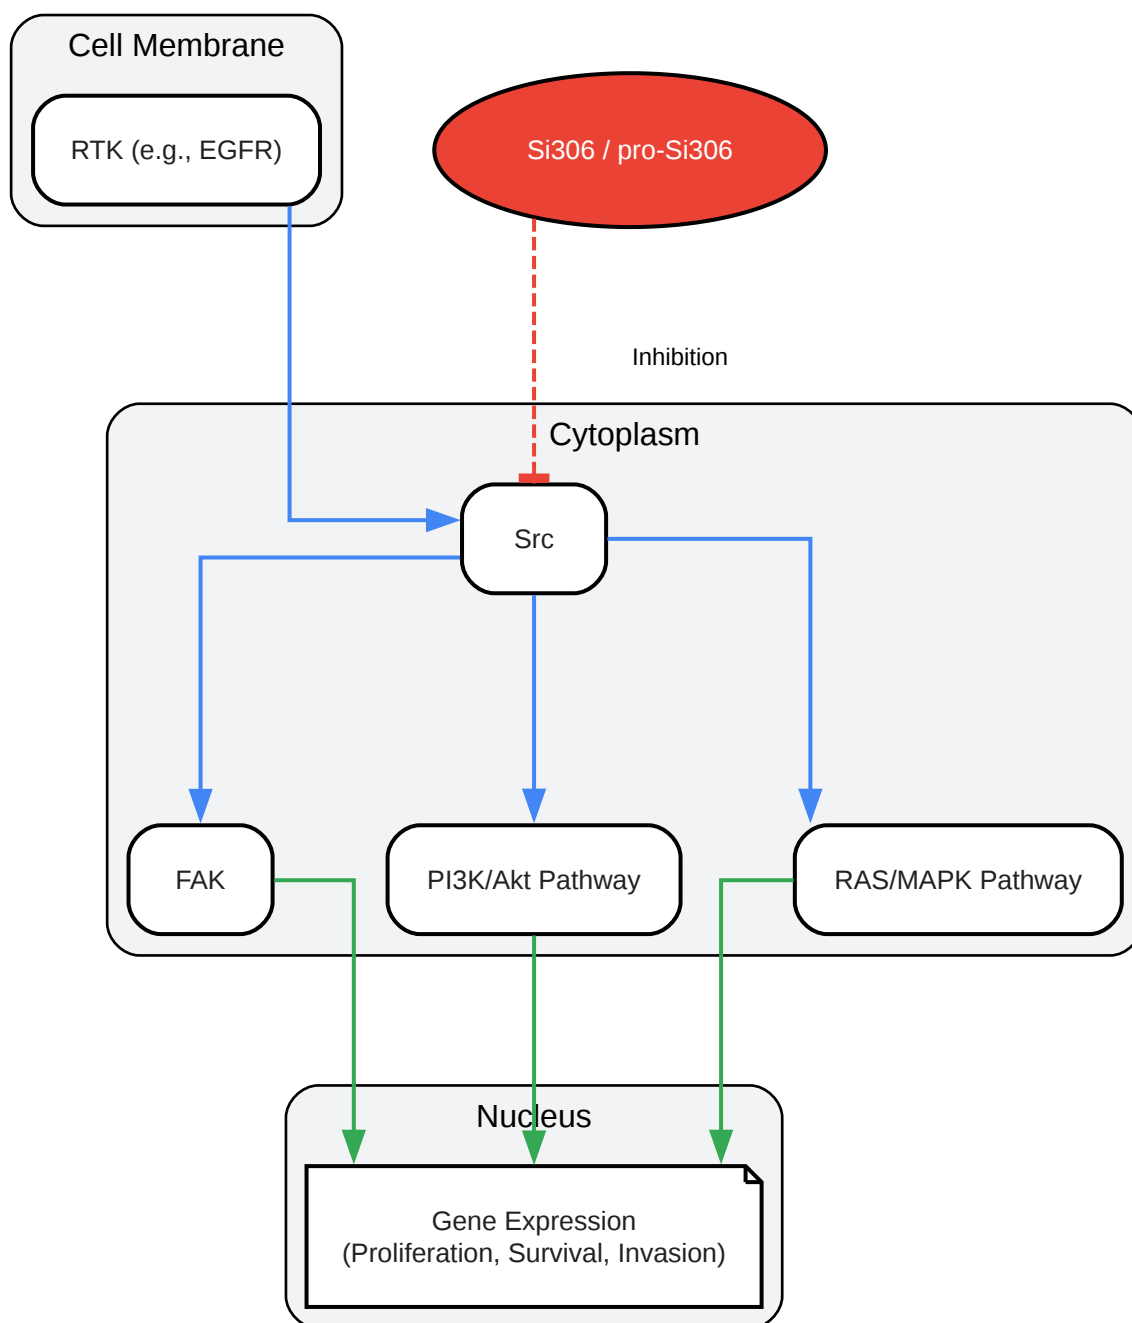 Cell Membrane
RTK (e.g., EGFR)
Si306 / pro-Si306
Inhibition
Cytoplasm
Src
FAK
PI3K/Akt Pathway
RAS/MAPK Pathway
Nucleus
Gene Expression
(Proliferation, Survival, Invasion)